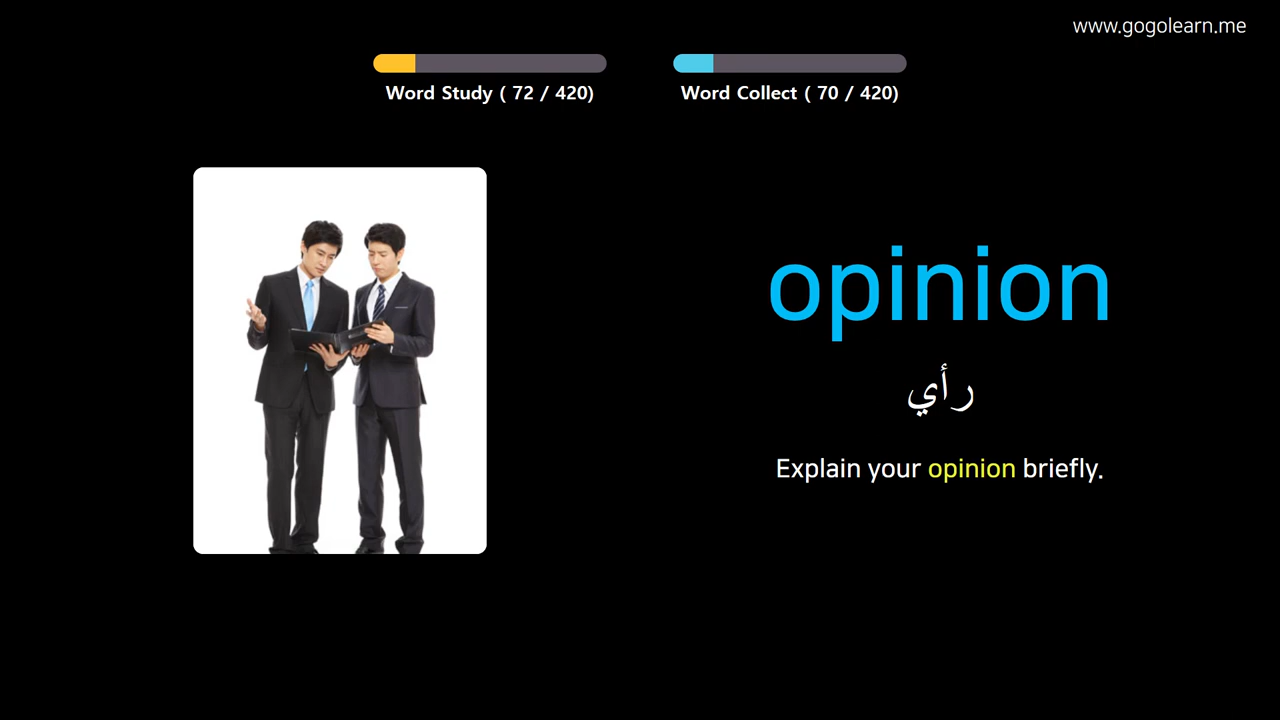 www.gogolearn.me
Word Study ( 72 / 420)
Word Collect ( 70 / 420)
opinion
رأي
Explain your opinion briefly.